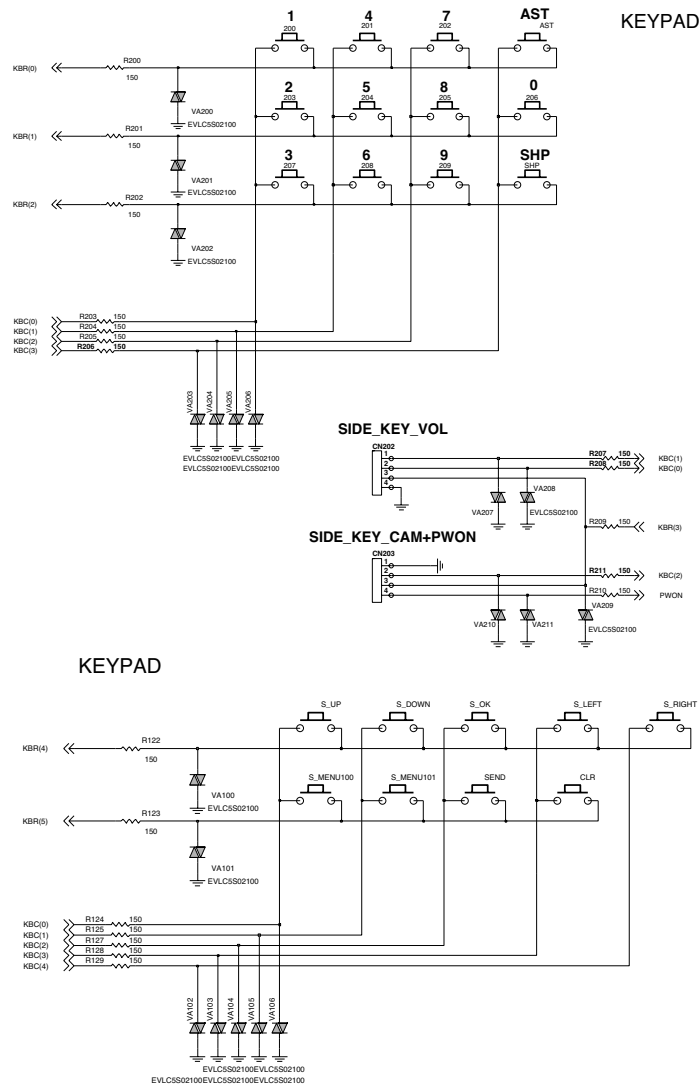 KEYPAD
1 4 7 AST
200 201 202 AST
KBR(0) R200 150
VA200
EVLC5S02100
2 5 8 0
203 204 205 206
KBR(1) R201 150
VA201
EVLC5S02100
3 6 9 SHP
207 208 209 SHP
KBR(2) R202 150
VA202
EVLC5S02100
KBC(0) R203 150
KBC(1) R204 150
KBC(2) R205 150
KBC(3) R206 150
VA203 VA204 VA205 VA206
EVLC5S02100EVLC5S02100
EVLC5S02100EVLC5S02100
SIDE_KEY_VOL
CN202
1 R207 150 KBC(1)
2 R208 150 KBC(0)
3
4
VA207
VA208
EVLC5S02100
R209 150 KBR(3)
SIDE_KEY_CAM+PWON
CN203
1
2 R211 150 KBC(2)
3
4 R210 150 PWON
VA210 VA211
VA209
EVLC5S02100
KEYPAD
S_UP S_DOWN S_OK S_LEFT S_RIGHT
KBR(4) R122 150
VA100
EVLC5S02100
S_MENU100 S_MENU101 SEND CLR
KBR(5) R123 150
VA101
EVLC5S02100
KBC(0) R124 150
KBC(1) R125 150
KBC(2) R127 150
KBC(3) R128 150
KBC(4) R129 150
VA102 VA103 VA104 VA105 VA106
EVLC5S02100EVLC5S02100
EVLC5S02100EVLC5S02100EVLC5S02100